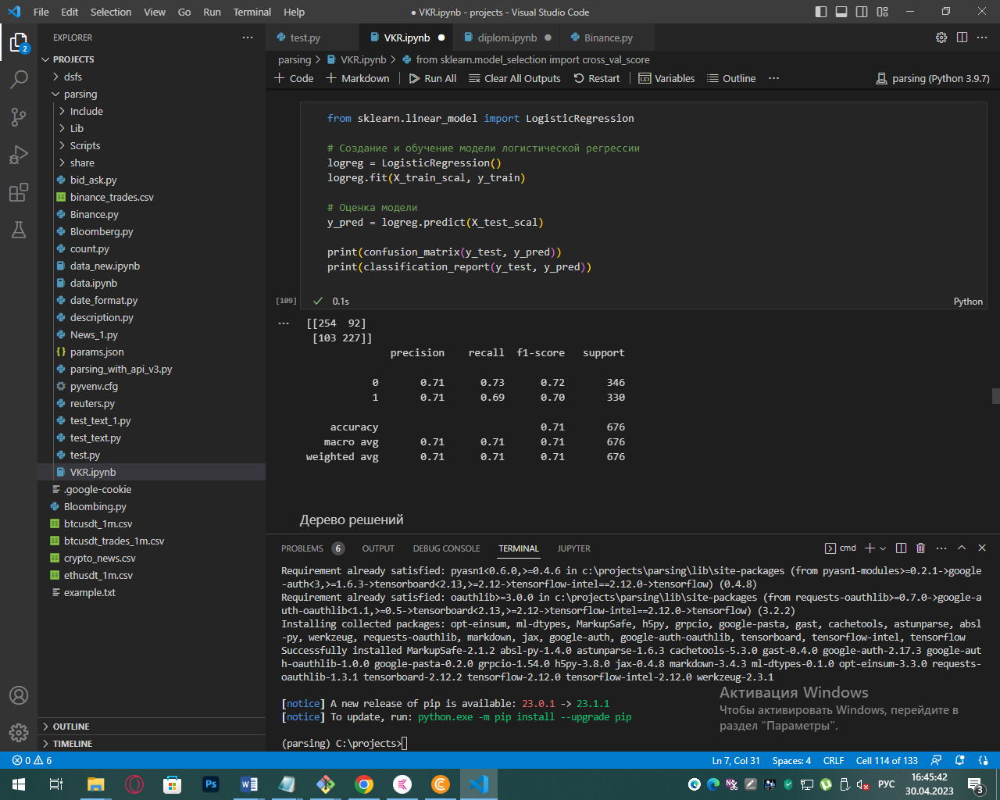 File Edit Selection View Go Run Terminal Help
● VKR.ipynb - projects - Visual Studio Code
EXPLORER
PROJECTS
dsfs
parsing
Include
Lib
Scripts
share
bid_ask.py
binance_trades.csv
Binance.py
Bloomberg.py
count.py
data_new.ipynb
data.ipynb
date_format.py
description.py
News_1.py
params.json
parsing_with_api_v3.py
pyvenv.cfg
reuters.py
test_text_1.py
test_text.py
test.py
VKR.ipynb
.google-cookie
Bloombing.py
btcusdt_1m.csv
btcusdt_trades_1m.csv
crypto_news.csv
ethusdt_1m.csv
example.txt
OUTLINE
TIMELINE
2
test.py VKR.ipynb ● diplom.ipynb ● Binance.py
parsing > VKR.ipynb > from sklearn.model_selection import cross_val_score
+ Code + Markdown Run All Clear All Outputs Restart Variables Outline ... parsing (Python 3.9.7)
from sklearn.linear_model import LogisticRegression
# Создание и обучение модели логистической регрессии
logreg = LogisticRegression()
logreg.fit(X_train_scal, y_train)
# Оценка модели
y_pred = logreg.predict(X_test_scal)
print(confusion_matrix(y_test, y_pred))
print(classification_report(y_test, y_pred))
[109] 0.1s Python
[[254 92]
[103 227]]
precision recall f1-score support
0 0.71 0.73 0.72 346
1 0.71 0.69 0.70 330
accuracy 0.71 676
macro avg 0.71 0.71 0.71 676
weighted avg 0.71 0.71 0.71 676
Дерево решений
PROBLEMS 6 OUTPUT DEBUG CONSOLE TERMINAL JUPYTER cmd
Requirement already satisfied: pyasn1<0.6.0,>=0.4.6 in c:\projects\parsing\lib\site-packages (from pyasn1-modules>=0.2.1->google
-auth<3,>=1.6.3->tensorboard<2.13,>=2.12->tensorflow-intel==2.12.0->tensorflow) (0.4.8)
Requirement already satisfied: oauthlib>=3.0.0 in c:\projects\parsing\lib\site-packages (from requests-oauthlib>=0.7.0->google-a
uth-oauthlib<1.1,>=0.5->tensorboard<2.13,>=2.12->tensorflow-intel==2.12.0->tensorflow) (3.2.2)
Installing collected packages: opt-einsum, ml-dtypes, MarkupSafe, h5py, grpcio, google-pasta, gast, cachetools, astunparse, absl
-py, werkzeug, requests-oauthlib, markdown, jax, google-auth, google-auth-oauthlib, tensorboard, tensorflow-intel, tensorflow
Successfully installed MarkupSafe-2.1.2 absl-py-1.4.0 astunparse-1.6.3 cachetools-5.3.0 gast-0.4.0 google-auth-2.17.3 google-aut
h-oauthlib-1.0.0 google-pasta-0.2.0 grpcio-1.54.0 h5py-3.8.0 jax-0.4.8 markdown-3.4.3 ml-dtypes-0.1.0 opt-einsum-3.3.0 requests-
oauthlib-1.3.1 tensorboard-2.12.2 tensorflow-2.12.0 tensorflow-intel-2.12.0 werkzeug-2.3.1
[notice] A new release of pip is available: 23.0.1 -> 23.1.1
[notice] To update, run: python.exe -m pip install --upgrade pip
(parsing) C:\projects>
Активация Windows
Чтобы активировать Windows, перейдите в
раздел "Параметры".
0 6 Ln 7, Col 31 Spaces: 4 CRLF Cell 114 of 133
РУС 16:45:42
30.04.2023
3